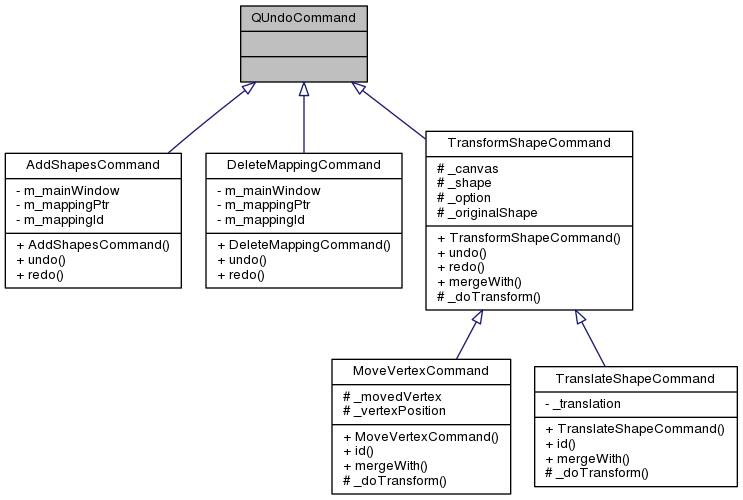 QUndoCommand
AddShapesCommand
- m_mainWindow
- m_mappingPtr
- m_mappingId
+ AddShapesCommand()
+ undo()
+ redo()
DeleteMappingCommand
- m_mainWindow
- m_mappingPtr
- m_mappingId
+ DeleteMappingCommand()
+ undo()
+ redo()
TransformShapeCommand
# _canvas
# _shape
# _option
# _originalShape
+ TransformShapeCommand()
+ undo()
+ redo()
+ mergeWith()
# _doTransform()
MoveVertexCommand
# _movedVertex
# _vertexPosition
+ MoveVertexCommand()
+ id()
+ mergeWith()
# _doTransform()
TranslateShapeCommand
- _translation
+ TranslateShapeCommand()
+ id()
+ mergeWith()
# _doTransform()